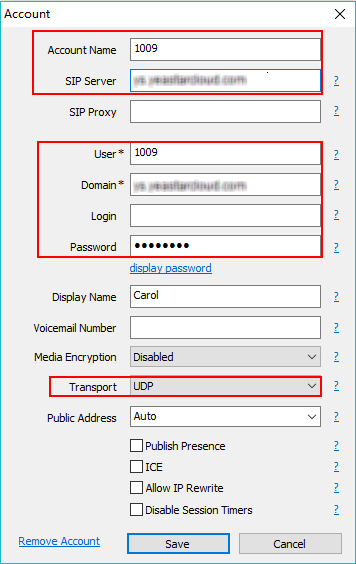 Account
Account Name 1009
SIP Server ?
SIP Proxy ?
User * 1009 ?
Domain * ?
Login ?
Password ●●●●●●●● ?
display password
Display Name Carol ?
Voicemail Number ?
Media Encryption Disabled ?
Transport UDP ?
Public Address Auto ?
Publish Presence ?
ICE ?
Allow IP Rewrite ?
Disable Session Timers ?
Remove Account Save Cancel